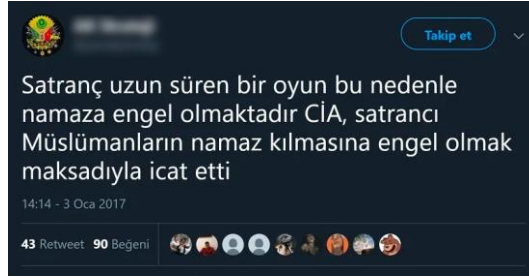 Takip et
Satranç uzun süren bir oyun bu nedenle
namaza engel olmaktadır CİA, satrancı
Müslümanların namaz kılmasına engel olmak
maksadıyla icat etti
14:14 - 3 Oca 2017
43 Retweet 90 Beğeni